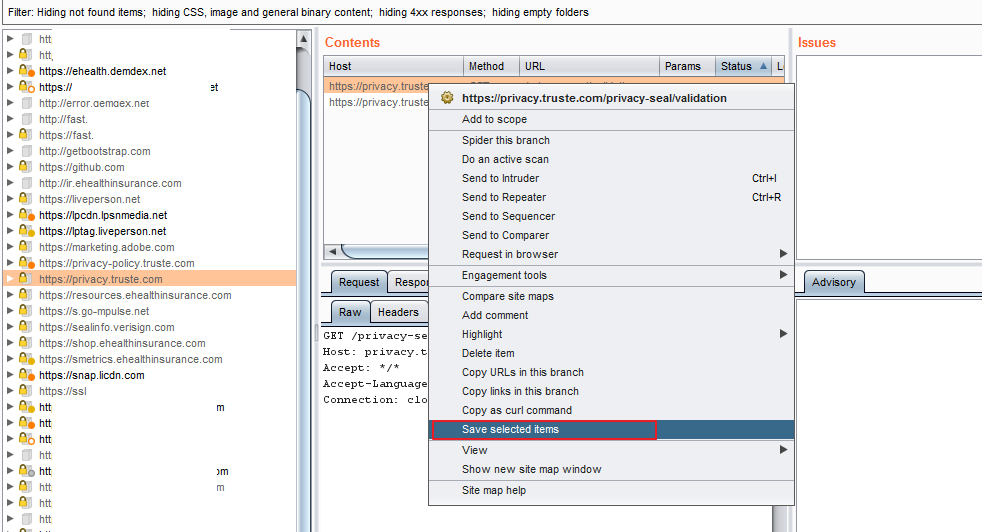 Filter: Hiding not found items; hiding CSS, image and general binary content; hiding 4xx responses; hiding empty folders
htt
htt
https://ehealth.demdex.net
https:// et
http://error.demdex.net
http://fast.
https://fast.
http://getbootstrap.com
https://github.com
http://ir.ehealthinsurance.com
https://liveperson.net
https://lpcdn.lpsnmedia.net
https://lptag.liveperson.net
https://marketing.adobe.com
https://privacy-policy.truste.com
https://privacy.truste.com
https://resources.ehealthinsurance.com
https://s.go-mpulse.net
https://sealinfo.verisign.com
https://shop.ehealthinsurance.com
https://smetrics.ehealthinsurance.com
https://snap.licdn.com
https://ssl
htt om
htt
htt
htt
htt om
htt om
htt
htt
htt
Contents
Host Method URL Params Status L
https://privacy.truste
https://privacy.truste
https://privacy.truste.com/privacy-seal/validation
Add to scope
Spider this branch
Do an active scan
Send to Intruder Ctrl+I
Send to Repeater Ctrl+R
Send to Sequencer
Send to Comparer
Request in browser
Engagement tools
Compare site maps
Add comment
Highlight
Delete item
Copy URLs in this branch
Copy links in this branch
Copy as curl command
Save selected items
View
Show new site map window
Site map help
Request Respon
Raw Headers
GET /privacy-se
Host: privacy.t
Accept: */*
Accept-Language
Connection: clo
Issues
Advisory